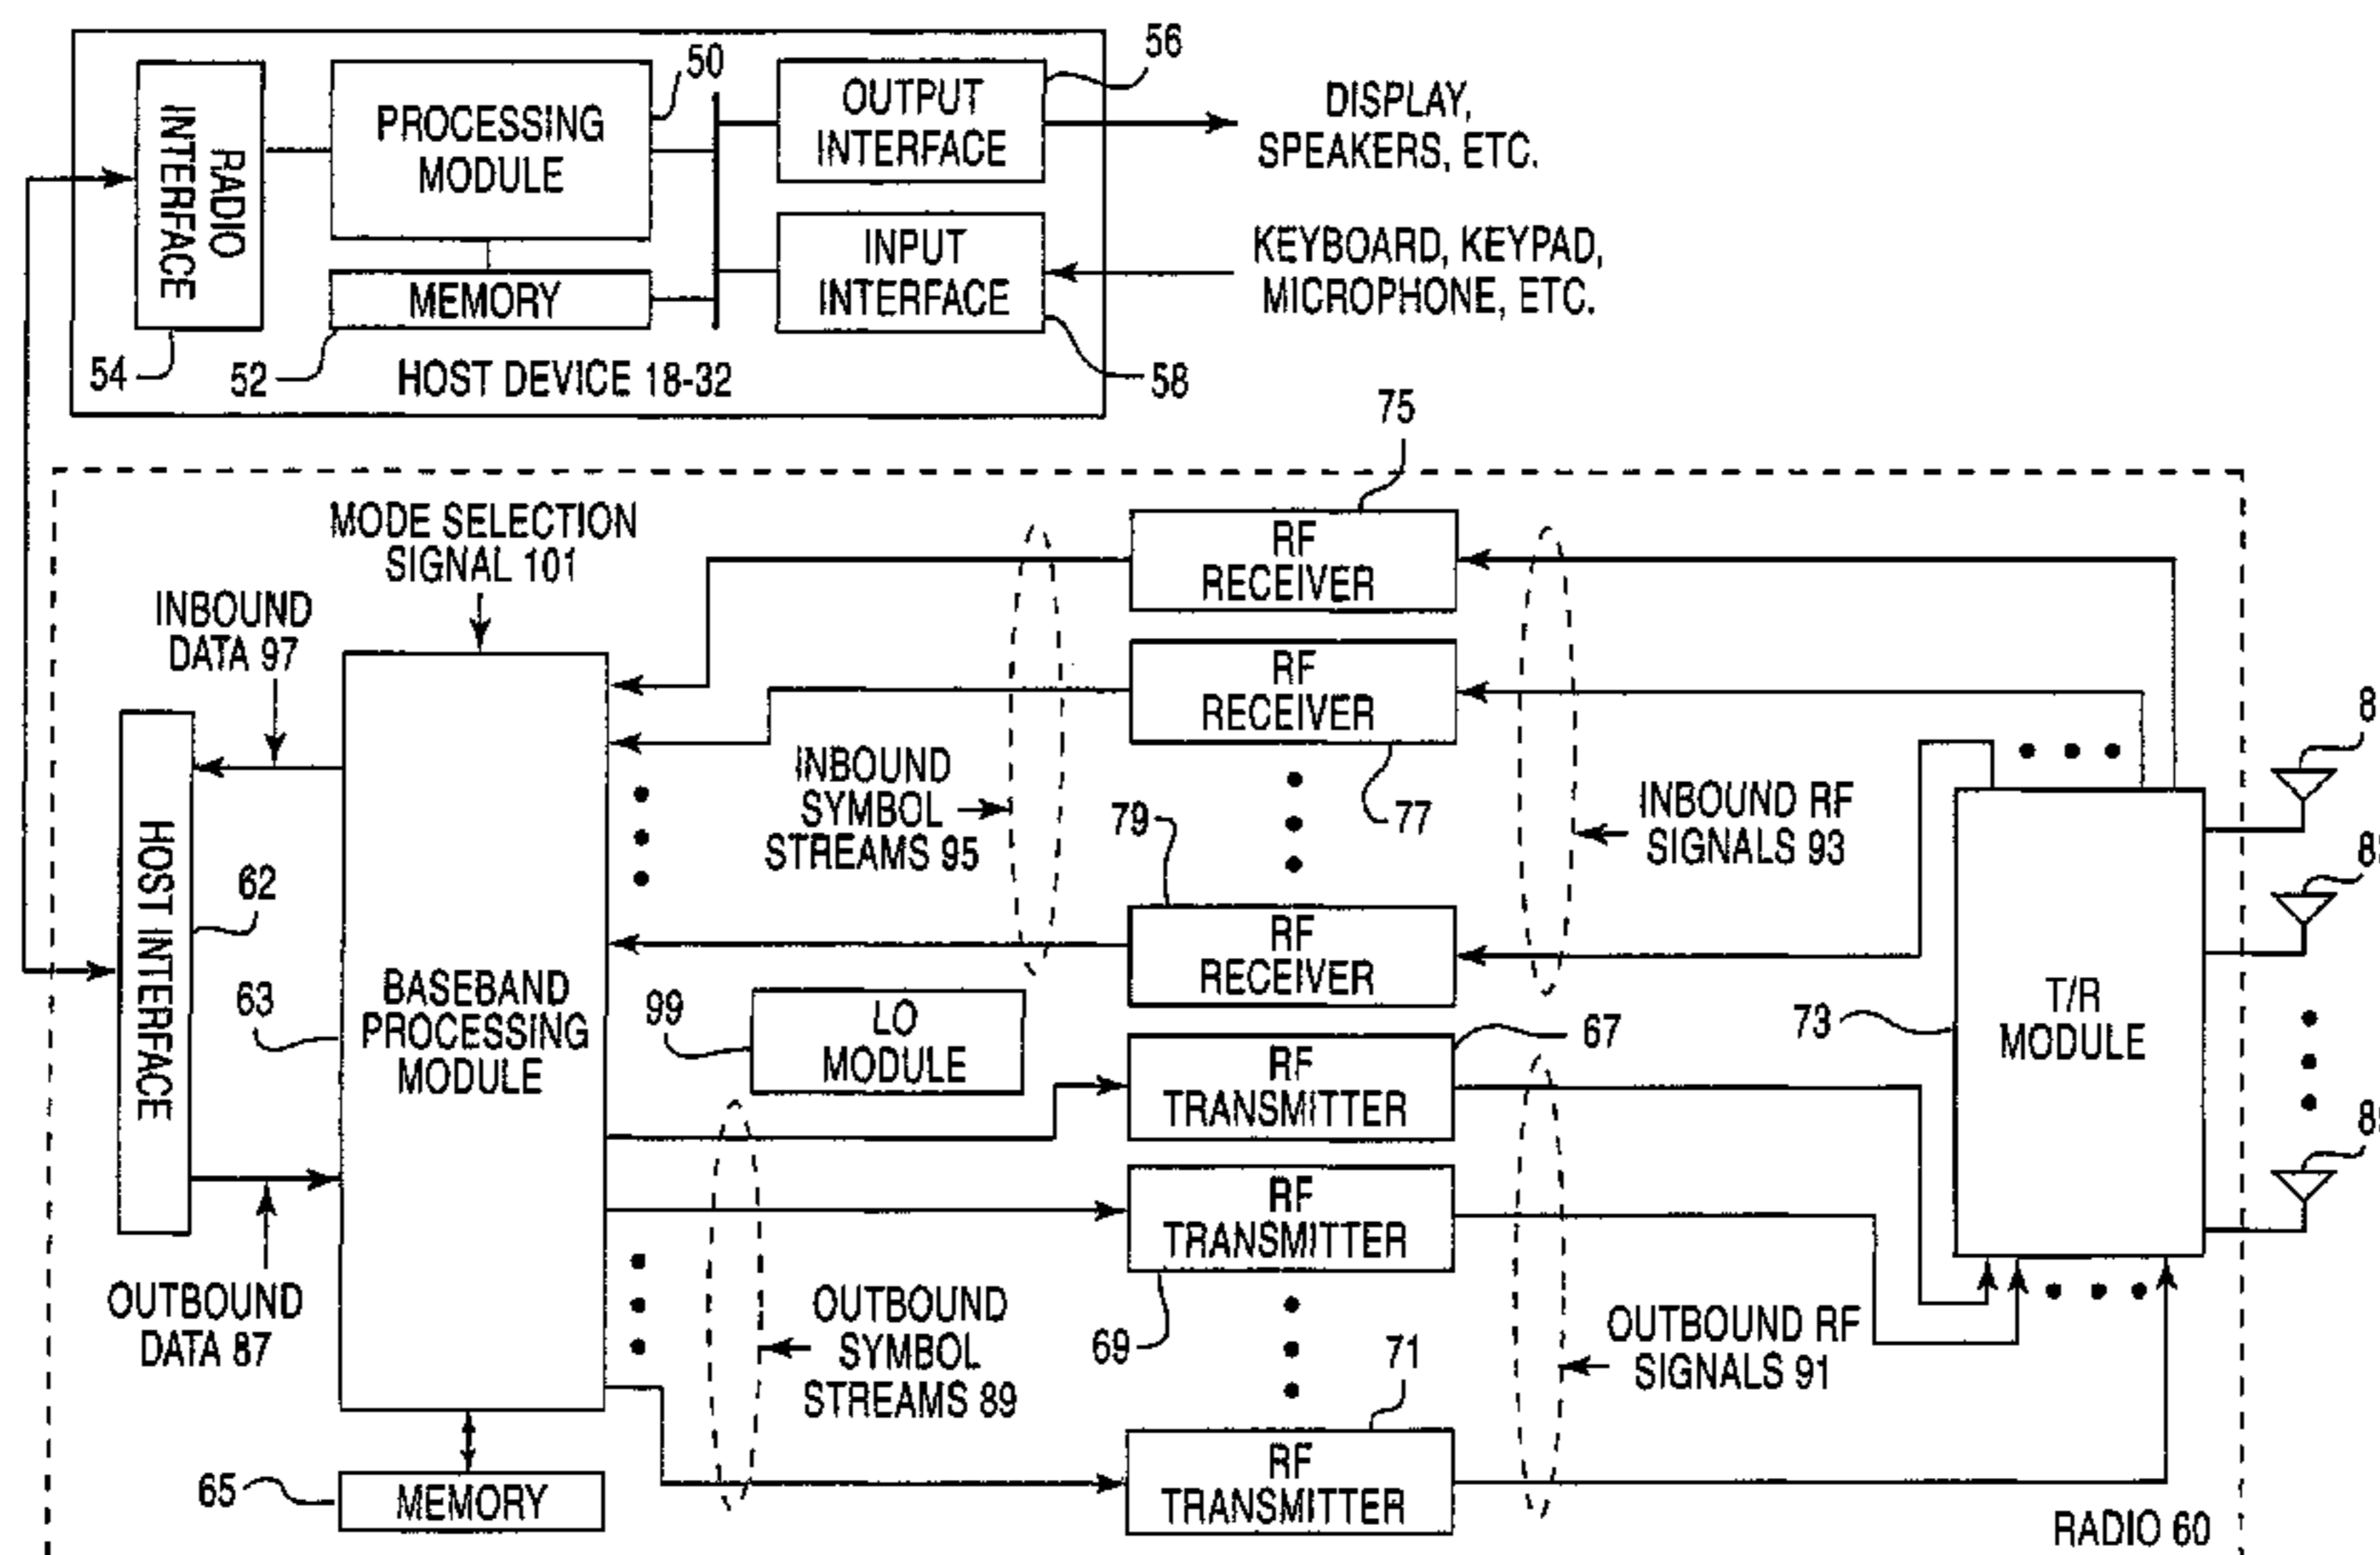 50
56
RADIO
INTERFACE
PROCESSING
MODULE
OUTPUT
INTERFACE
DISPLAY,
SPEAKERS, ETC.
INPUT
INTERFACE
KEYBOARD, KEYPAD,
MICROPHONE, ETC.
MEMORY
54
52
HOST DEVICE 18-32
58
75
MODE SELECTION
SIGNAL 101
RF
RECEIVER
INBOUND
DATA 97
RF
RECEIVER
77
INBOUND
SYMBOL
STREAMS 95
INBOUND RF
SIGNALS 93
79
HOST INTERFACE
62
RF
RECEIVER
63
BASEBAND
PROCESSING
MODULE
99
LO
MODULE
67
73
T/R
MODULE
RF
TRANSMITTER
RF
TRANSMITTER
69
OUTBOUND
DATA 87
OUTBOUND
SYMBOL
STREAMS 89
71
OUTBOUND RF
SIGNALS 91
65
MEMORY
RF
TRANSMITTER
RADIO 60